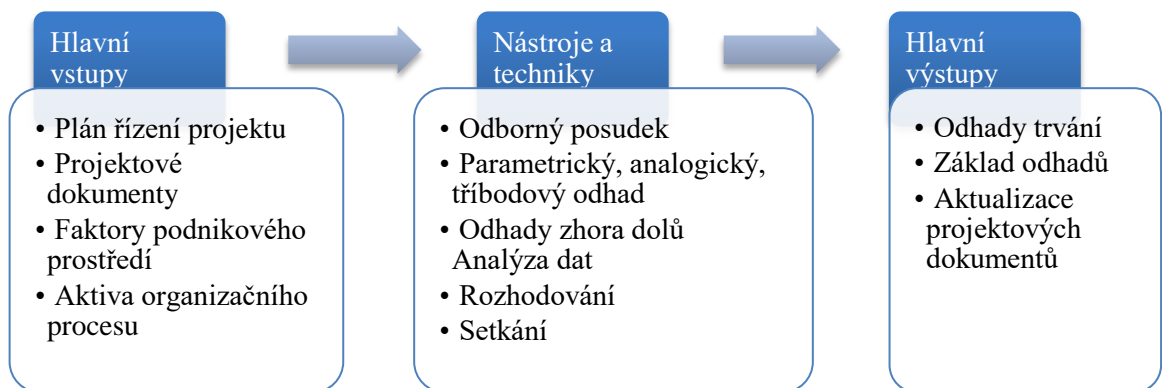 Hlavní
vstupy
• Plán řízení projektu
• Projektové
dokumenty
• Faktory podnikového
prostředí
• Aktiva organizačního
procesu
Nástroje a
techniky
• Odborný posudek
• Parametrický, analogický,
tříbodový odhad
• Odhady zhora dolů
Analýza dat
• Rozhodování
• Setkání
Hlavní
výstupy
• Odhady trvání
• Základ odhadů
• Aktualizace
projektových
dokumentů